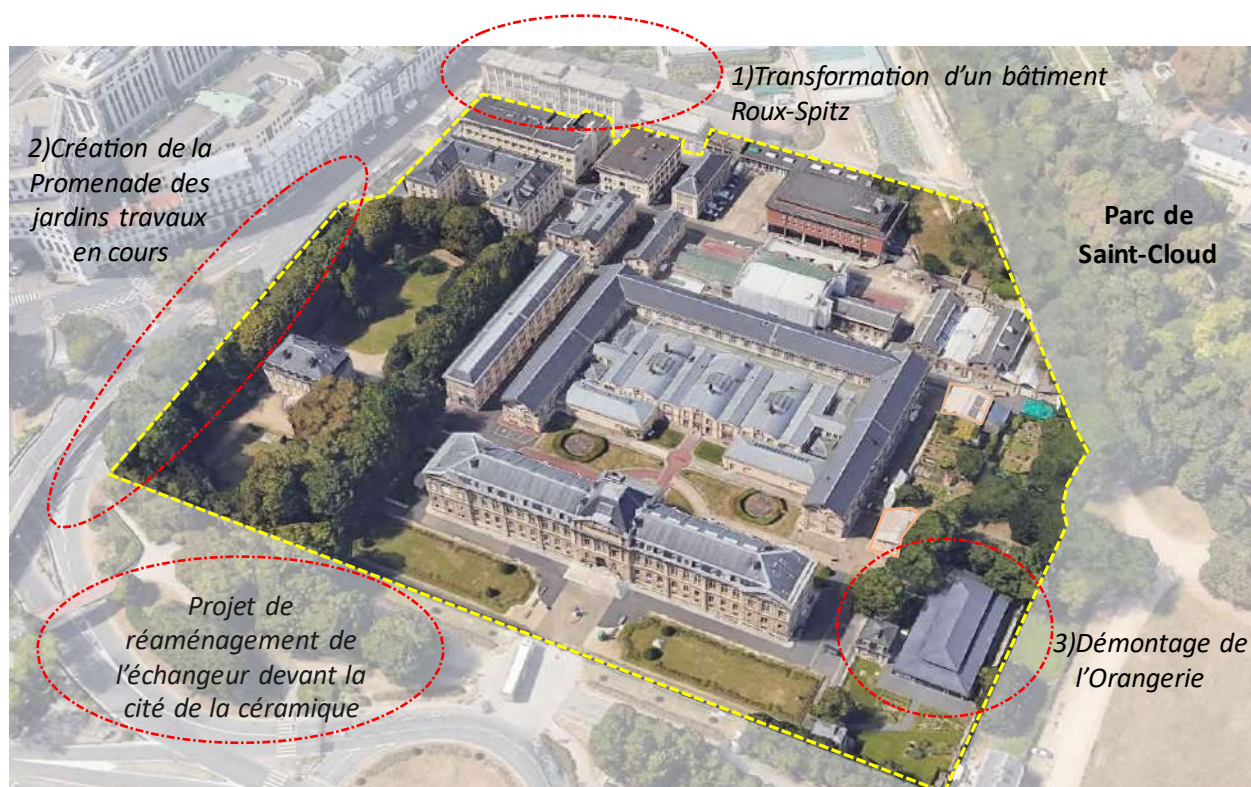 1)Transformation d'un bâtiment
Roux-Spitz
2)Création de la
Promenade des
jardins travaux
en cours
Parc de
Saint-Cloud
Projet de
réaménagement de
l'échangeur devant la
cité de la céramique
3)Démontage de
l'Orangerie